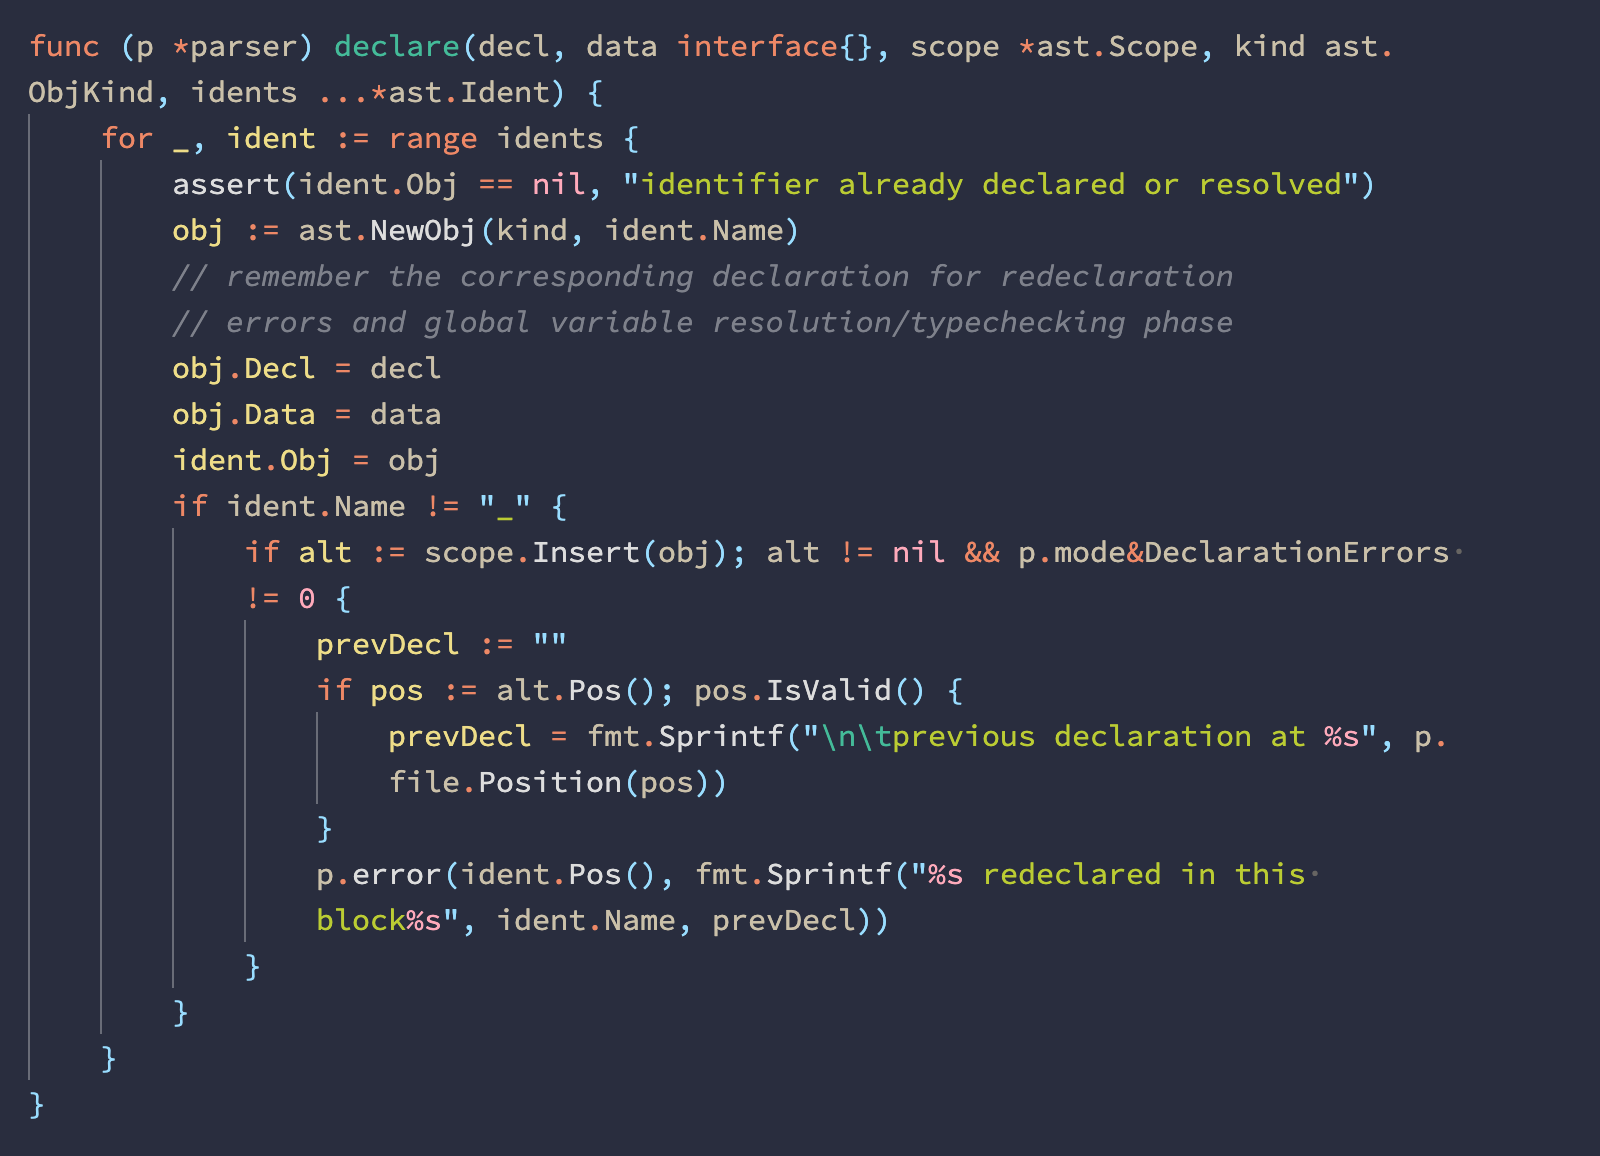 func (p *parser) declare(decl, data interface{}, scope *ast.Scope, kind ast.
ObjKind, idents ...*ast.Ident) {
    for _, ident := range idents {
        assert(ident.Obj == nil, "identifier already declared or resolved")
        obj := ast.NewObj(kind, ident.Name)
        // remember the corresponding declaration for redeclaration
        // errors and global variable resolution/typechecking phase
        obj.Decl = decl
        obj.Data = data
        ident.Obj = obj
        if ident.Name != "_" {
            if alt := scope.Insert(obj); alt != nil && p.mode&DeclarationErrors·
            != 0 {
                prevDecl := ""
                if pos := alt.Pos(); pos.IsValid() {
                    prevDecl = fmt.Sprintf("\n\tprevious declaration at %s", p.
                    file.Position(pos))
                }
                p.error(ident.Pos(), fmt.Sprintf("%s redeclared in this·
                block%s", ident.Name, prevDecl))
            }
        }
    }
}